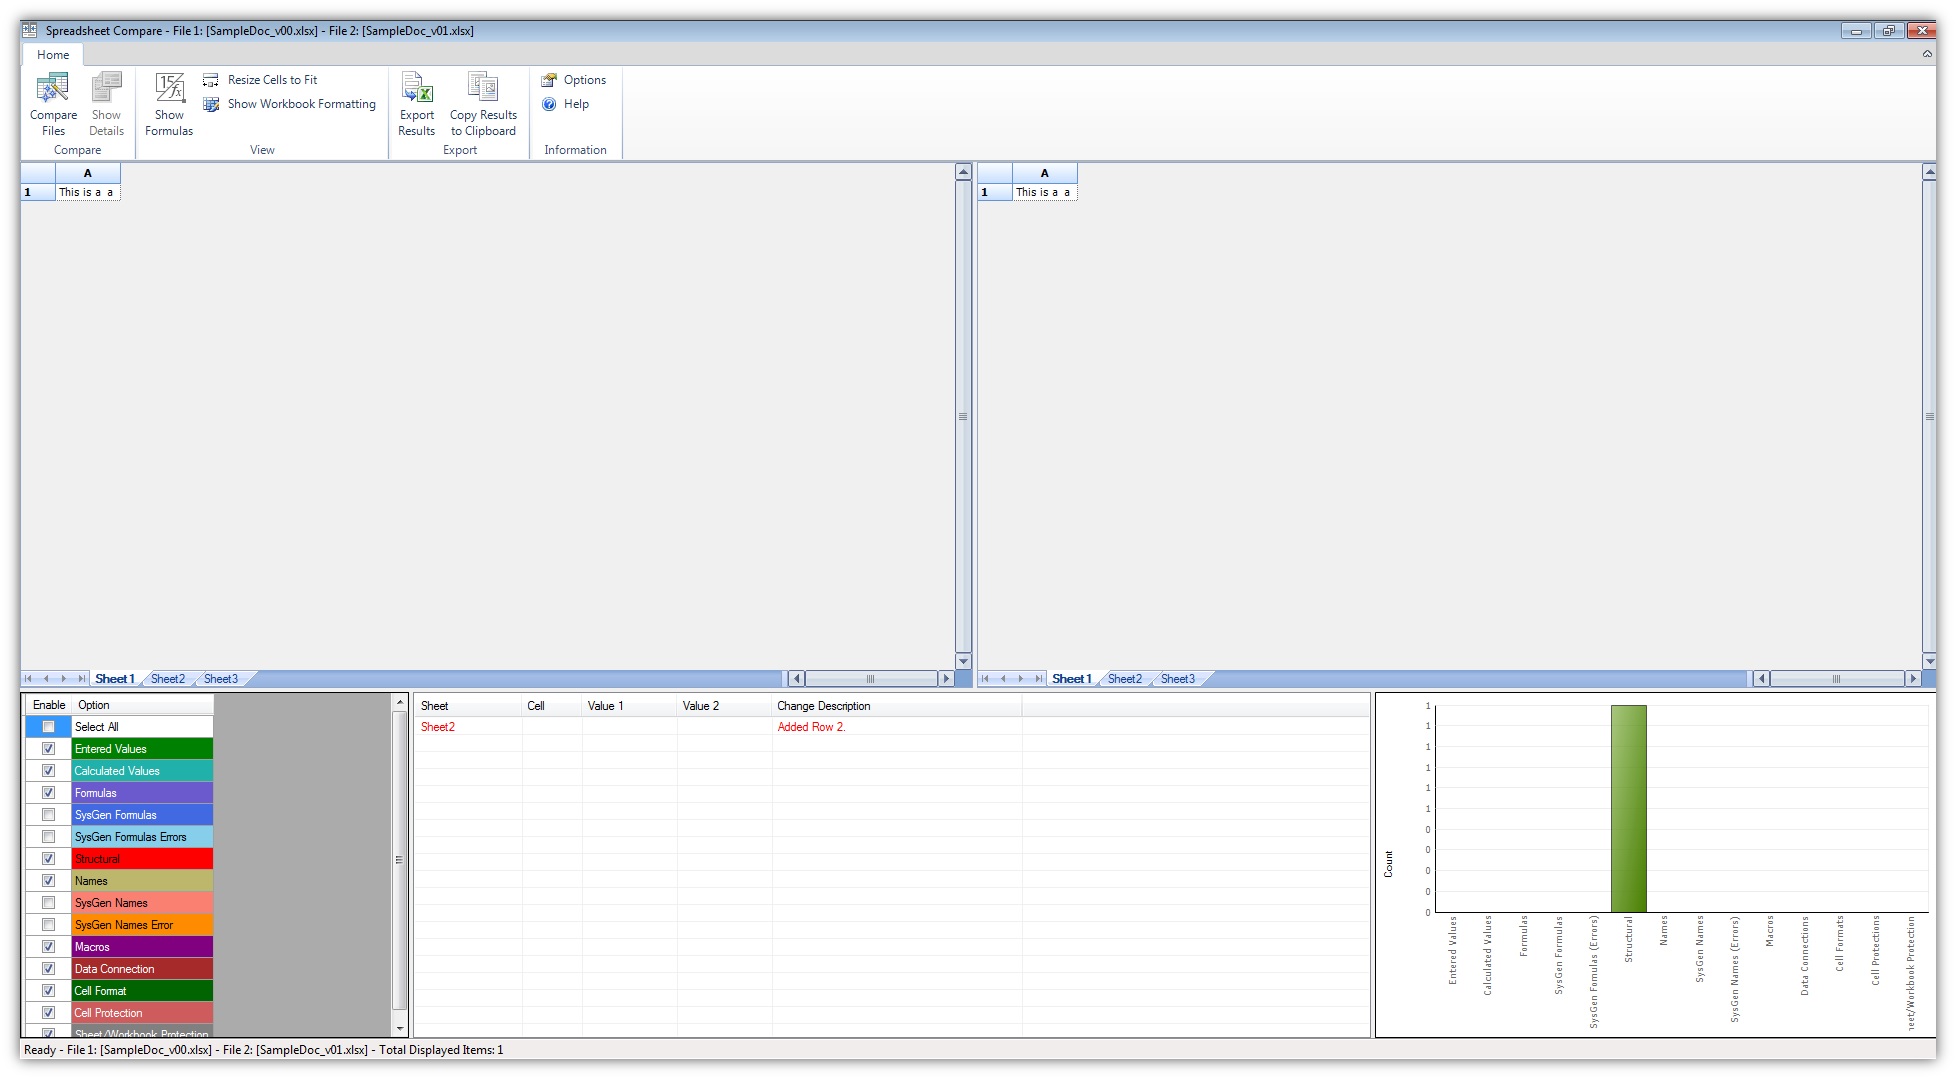 Spreadsheet Compare - File 1: [SampleDoc_v00.xlsx] - File 2: [SampleDoc_v01.xlsx]
Home
Compare Files
Show Details
Compare
Show Formulas
Resize Cells to Fit
Show Workbook Formatting
View
Export Results
Copy Results to Clipboard
Export
Options
Help
Information
A
1 This is a a
A
1 This is a a
Sheet1 Sheet2 Sheet3
Sheet1 Sheet2 Sheet3
Enable Option
Select All
Entered Values
Calculated Values
Formulas
SysGen Formulas
SysGen Formulas Errors
Structural
Names
SysGen Names
SysGen Names Error
Macros
Data Connection
Cell Format
Cell Protection
Sheet/Workbook Protection
Sheet Cell Value 1 Value 2 Change Description
Sheet2 Added Row 2.
Count
1
1
1
1
1
1
0
0
0
0
0
Entered Values
Calculated Values
Formulas
SysGen Formulas
SysGen Fomulas (Errors)
Structural
Names
SysGen Names
SysGen Names (Errors)
Macros
Data Connections
Cell Formats
Cell Protections
heet/Workbook Protection
Ready - File 1: [SampleDoc_v00.xlsx] - File 2: [SampleDoc_v01.xlsx] - Total Displayed Items: 1